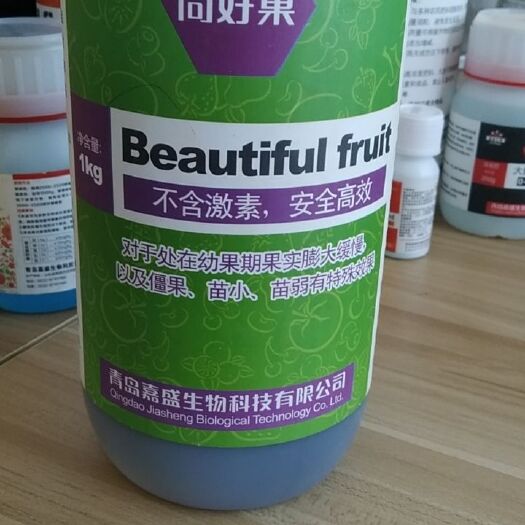 尚好果
净含量:
1kg
Beautiful fruit
不含激素，安全高效
对于处在幼果期果实膨大缓慢，
以及僵果、苗小、苗弱有特殊效果
青岛嘉盛生物科技有限公司
Qingdao Jiasheng Biological Technology Co. Ltd.